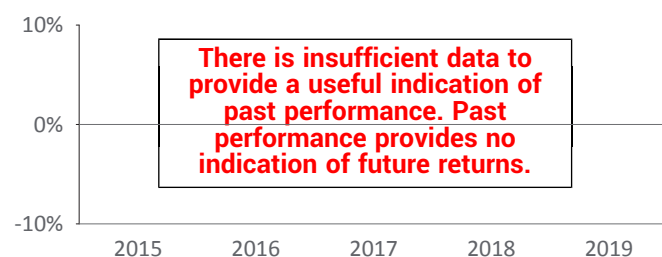 10%
There is insufficient data to
provide a useful indication of
past performance. Past
0%
performance provides no
indication of future returns.
-10%
2015 2016 2017 2018 2019